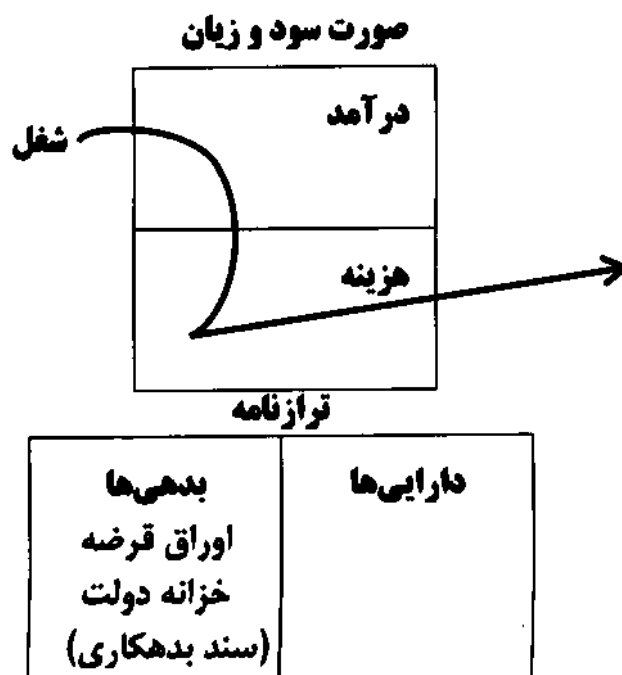 صورت سود و زیان
درآمد
شغل
هزینه
ترازنامه
دارایی‌ها
بدهی‌ها
اوراق قرضه
خزانه دولت
(سند بدهکاری)